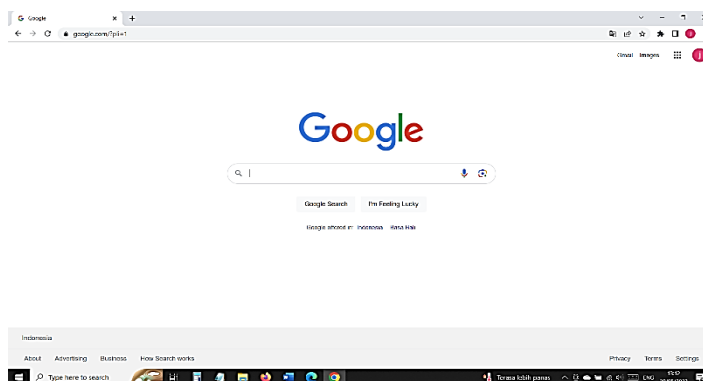 Google
google.com/?pli=1
Gmail Images
Google
Google Search I'm Feeling Lucky
Google offered in: Indonesia Basa Bali
Indonesia
About Advertising Business How Search works
Privacy Terms Settings
Type here to search
Terasa lebih panas
ENG